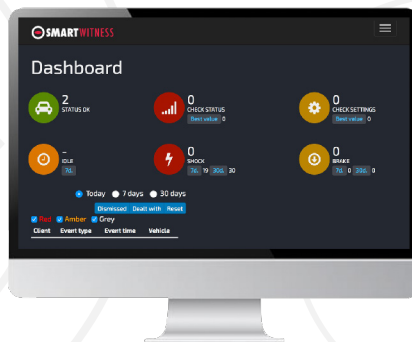 SMARTWITNESS
Dashboard
2
STATUS OK
0
CHECK STATUS
Best value 0
0
CHECK SETTINGS
Best value 0
-
IDLE
7d.
0
SHOCK
7d. 19 30d. 30
0
BRAKE
7d. 0 30d. 0
Today 7 days 30 days
Dismissed Dealt with Reset
Red Amber Grey
Client Event type Event time Vehicle